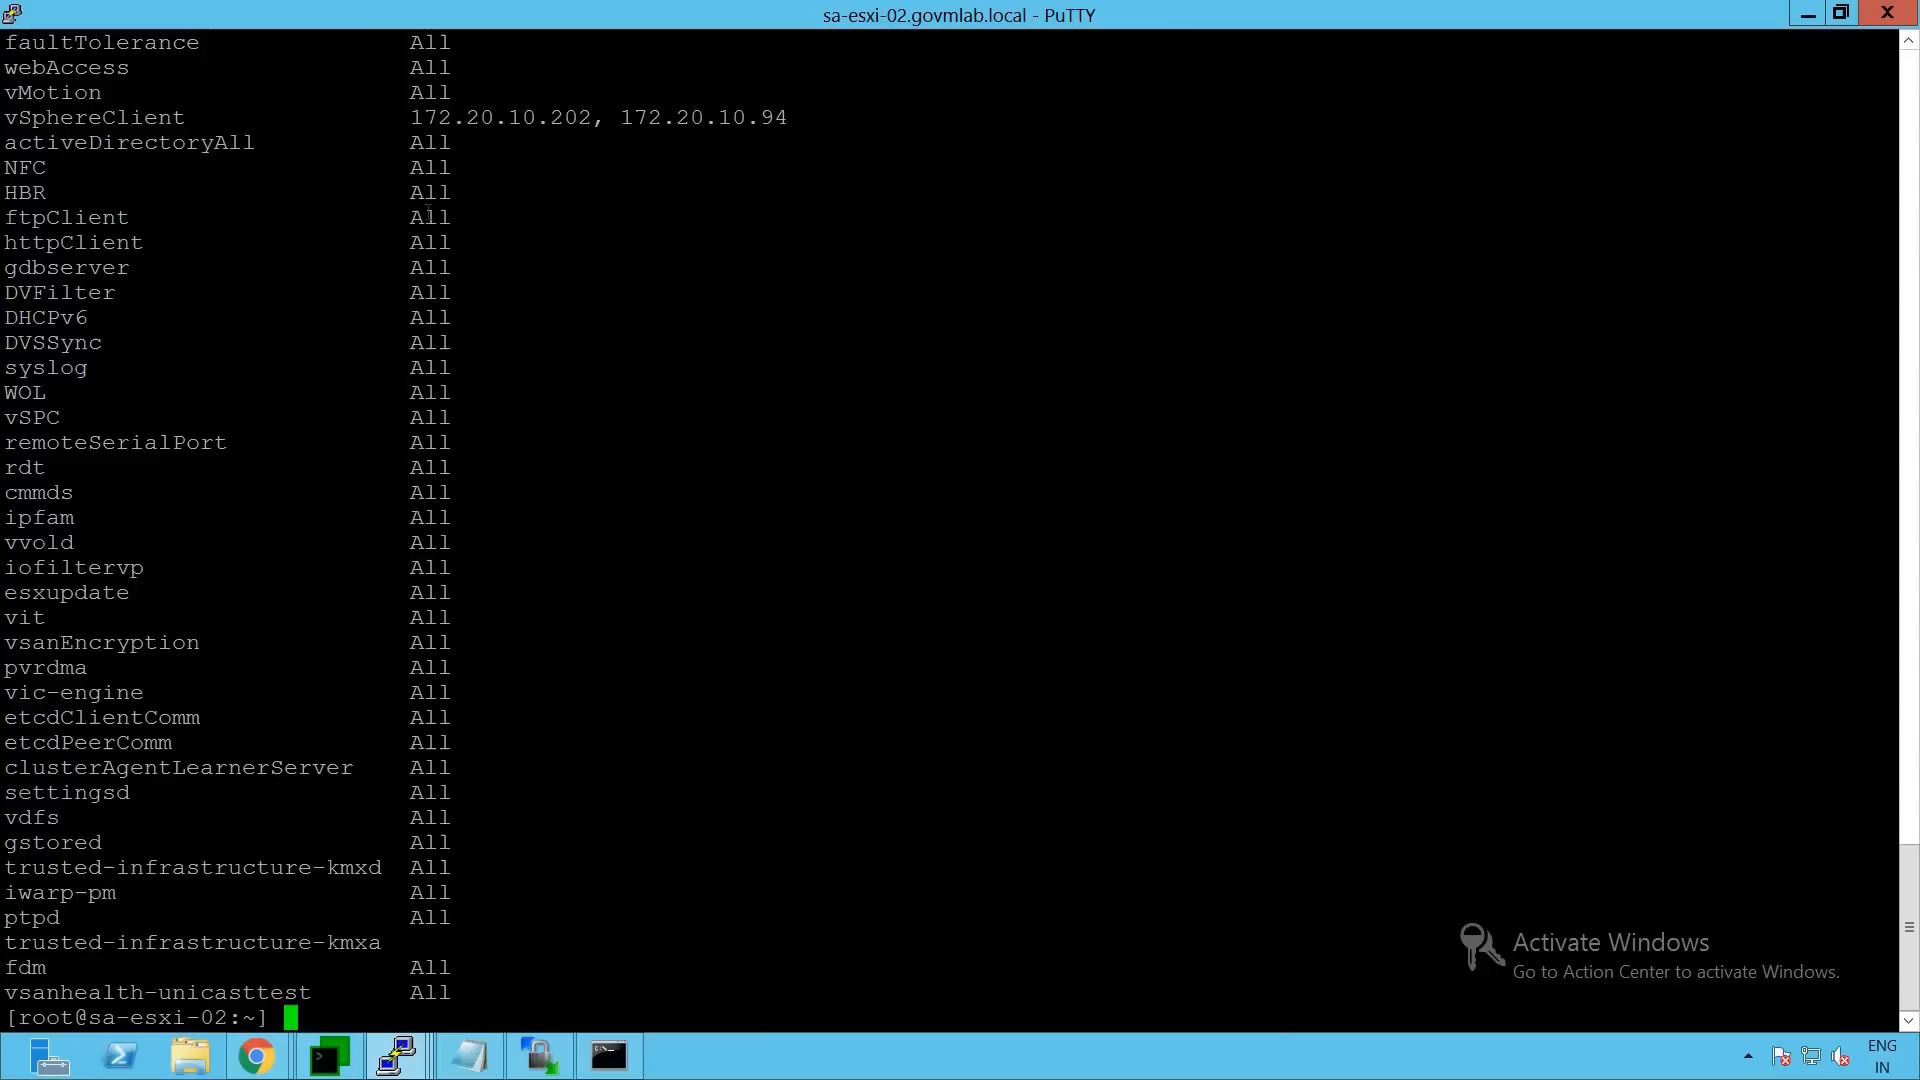 sa-esxi-02.govmlab.local - PuTTY
faultTolerance All
webAccess All
vMotion All
vSphereClient 172.20.10.202, 172.20.10.94
activeDirectoryAll All
NFC All
HBR All
ftpClient All
httpClient All
gdbserver All
DVFilter All
DHCPv6 All
DVSSync All
syslog All
WOL All
vSPC All
remoteSerialPort All
rdt All
cmmds All
ipfam All
vvold All
iofiltervp All
esxupdate All
vit All
vsanEncryption All
pvrdma All
vic-engine All
etcdClientComm All
etcdPeerComm All
clusterAgentLearnerServer All
settingsd All
vdfs All
gstored All
trusted-infrastructure-kmxd All
iwarp-pm All
ptpd All
trusted-infrastructure-kmxa
fdm All
vsanhealth-unicasttest All
[root@sa-esxi-02:~]
Activate Windows
Go to Action Center to activate Windows.
ENG
IN